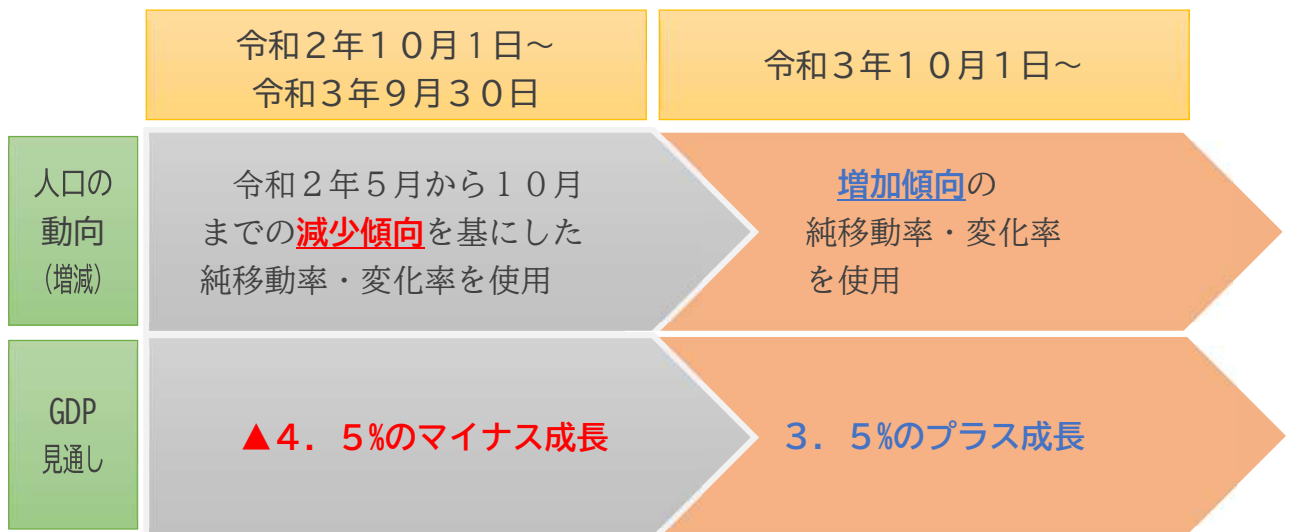 令和２年１０月１日～
令和３年９月３０日
令和３年１０月１日～
人口の
動向
(増減)
令和２年５月から１０月
までの減少傾向を基にした
純移動率・変化率を使用
増加傾向の
純移動率・変化率
を使用
GDP
見通し
▲４．５%のマイナス成長
３．５%のプラス成長